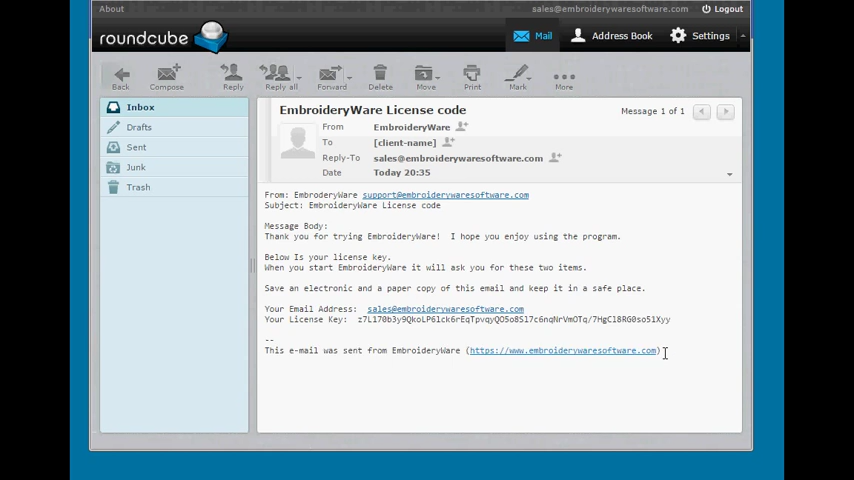 About
sales@embroiderywaresoftware.com
Logout
roundcube
Mail
Address Book
Settings
Back
Compose
Reply
Reply all
Forward
Delete
Move
Print
Mark
More
Inbox
Drafts
Sent
Junk
Trash
EmbroideryWare License code
Message 1 of 1
From EmbroideryWare
To [client-name]
Reply-To sales@embroiderywaresoftware.com
Date Today 20:35
From: EmbroderyWare support@embroiderywaresoftware.com
Subject: EmbroideryWare License code
Message Body:
Thank you for trying EmbroideryWare! I hope you enjoy using the program.
Below Is your license key.
When you start EmbroideryWare it will ask you for these two items.
Save an electronic and a paper copy of this email and keep it in a safe place.
Your Email Address: sales@embroiderywaresoftware.com
Your License Key:
--
This e-mail was sent from EmbroideryWare (https://www.embroiderywaresoftware.com)